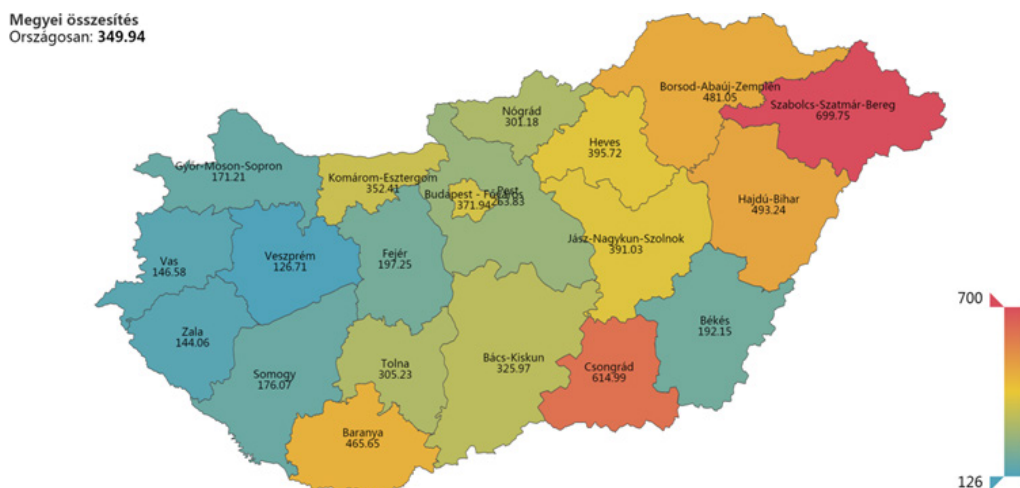 Megyei összesítés
Országosan: 349.94
Borsod-Abaúj-Zemplén
481.05
Szabolcs-Szatmár-Bereg
699.75
Nógrád
301.18
Heves
395.72
Győr-Moson-Sopron
171.21
Komárom-Esztergom
352.41
Budapest - Főváros
371.94
Pest
263.83
Hajdú-Bihar
493.24
Jász-Nagykun-Szolnok
391.03
Vas
146.58
Veszprém
126.71
Fejér
197.25
Zala
144.06
Somogy
176.07
Tolna
305.23
Bács-Kiskun
325.97
Csongrád
614.99
Békés
192.15
Baranya
465.65
700
126